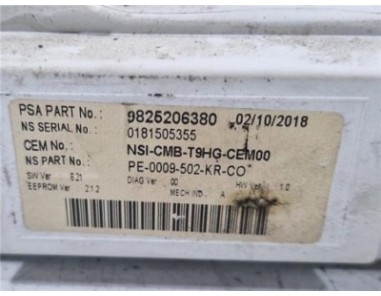 PSA PART No.: 9825206380 02/10/2018
NS SERIAL No.: 0181505355
CEM No.: NSI-CMB-T9HG-CEM00
NS PART No.: PE-0009-502-KR-CO
SW Ver 6.21 DIAG Ver 00 HW Ver 1.0
EEPROM Ver 21.2 MECH IND. A